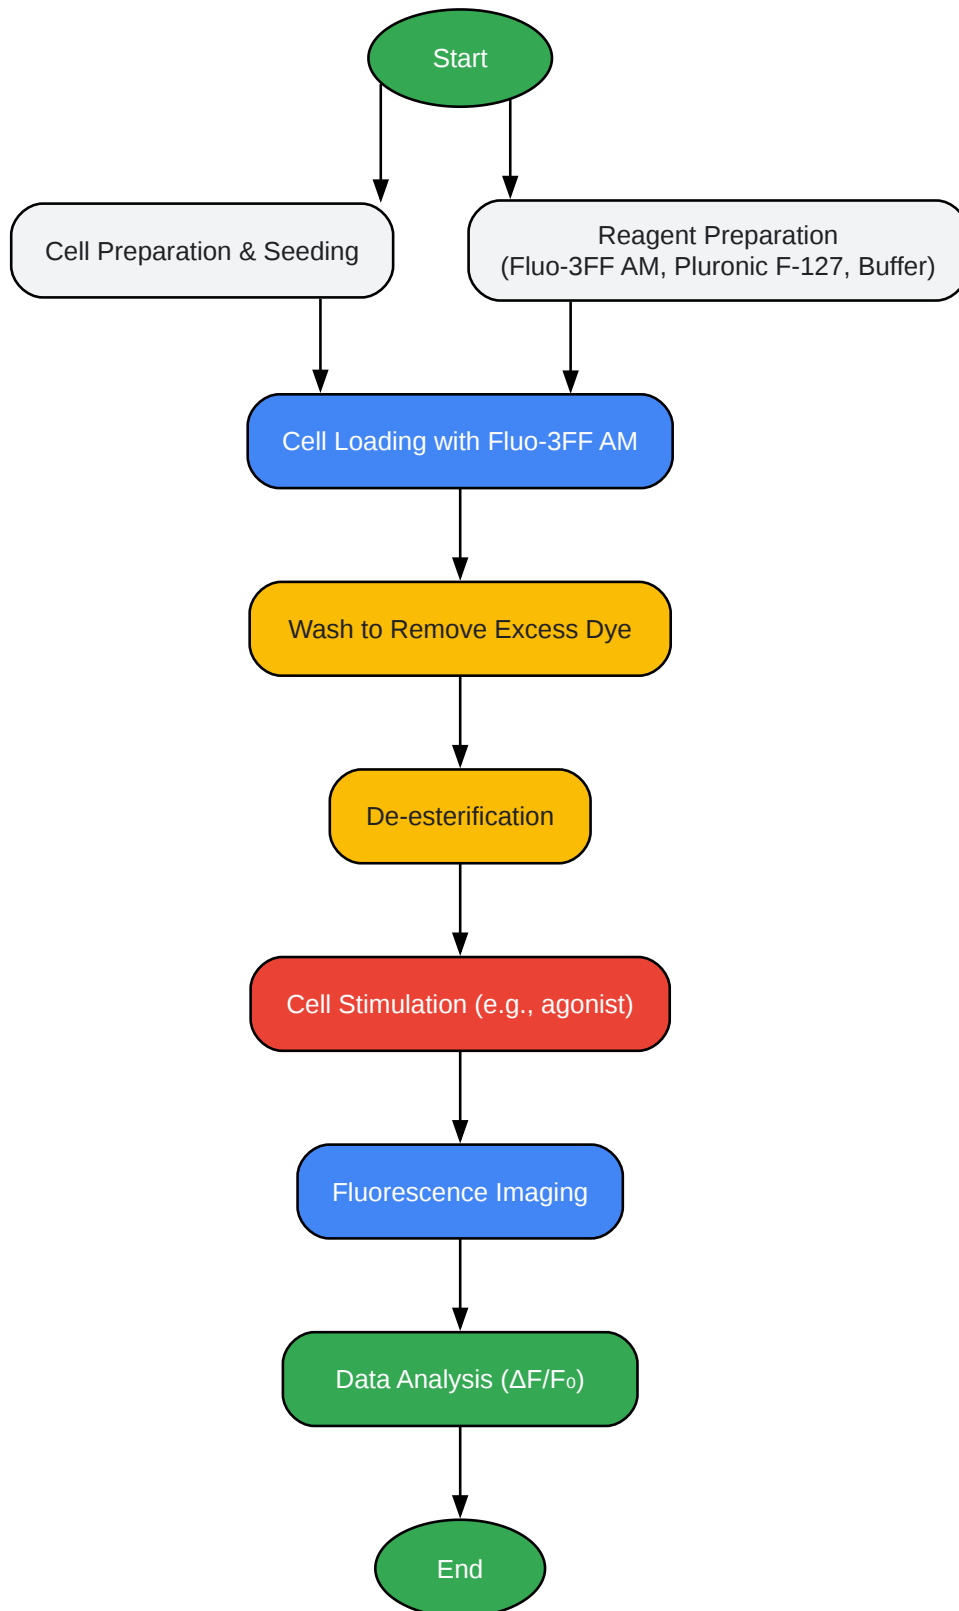 Start
Cell Preparation & Seeding
Reagent Preparation
(Fluo-3FF AM, Pluronic F-127, Buffer)
Cell Loading with Fluo-3FF AM
Wash to Remove Excess Dye
De-esterification
Cell Stimulation (e.g., agonist)
Fluorescence Imaging
Data Analysis (ΔF/F₀)
End